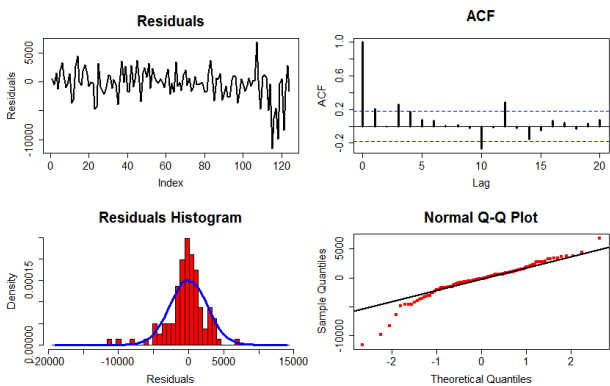 Residuals
Residuals
5000
0
-10000
0
20
40
60
80
100
120
Index
ACF
ACF
1.0
0.6
0.2
-0.2
0
5
10
15
20
Lag
Residuals Histogram
Density
0.00015
0.00000
-20000
-10000
0
5000
15000
Residuals
Normal Q-Q Plot
Sample Quantiles
5000
0
-10000
-2
-1
0
1
2
Theoretical Quantiles